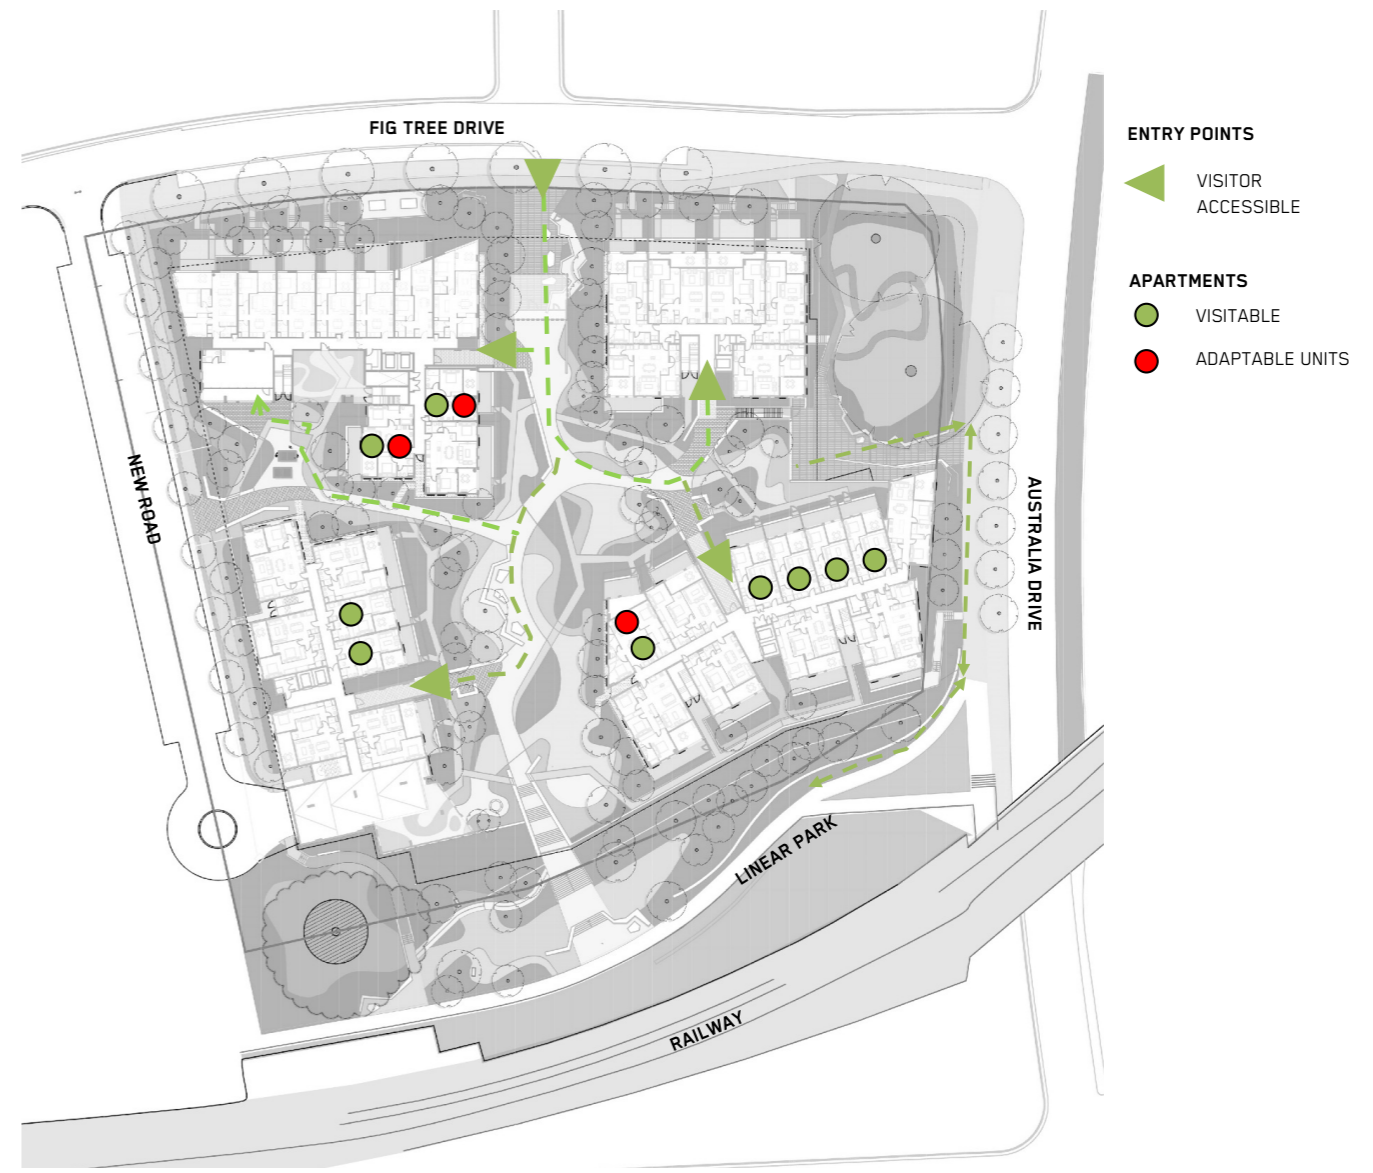 FIG TREE DRIVE
ENTRY POINTS
VISITOR
ACCESSIBLE
APARTMENTS
VISITABLE
ADAPTABLE UNITS
NEW ROAD
AUSTRALIA DRIVE
LINEAR PARK
RAILWAY